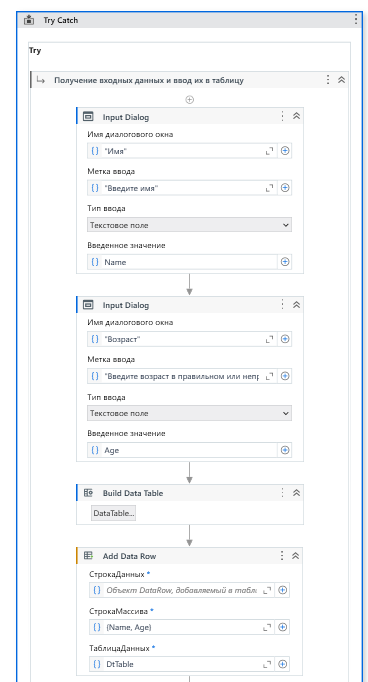 Try Catch
Try
Получение входных данных и ввод их в таблицу
Input Dialog
Имя диалогового окна
"Имя"
Метка ввода
"Введите имя"
Тип ввода
Текстовое поле
Введенное значение
Name
Input Dialog
Имя диалогового окна
"Возраст"
Метка ввода
"Введите возраст в правильном или непр
Тип ввода
Текстовое поле
Введенное значение
Age
Build Data Table
DataTable...
Add Data Row
СтрокаДанных *
Объект DataRow, добавляемый в табли
СтрокаМассива *
{Name, Age}
ТаблицаДанных *
DtTable